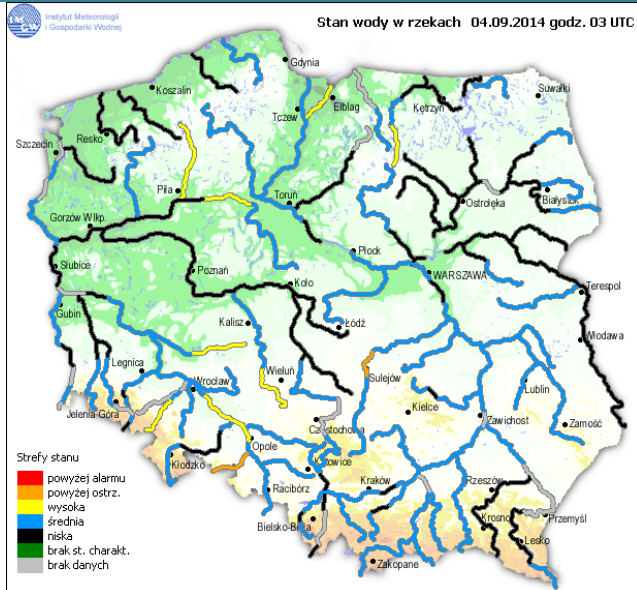 Instytut Meteorologii
i Gospodarki Wodnej
Stan wody w rzekach 04.09.2014 godz. 03 UTC
Gdynia
Koszalin
Suwałki
Elbląg
Kętrzyn
Tczew
Resko
Szczecin
Piła
Toruń
Ostrołęka
Białystok
Gorzów Wlkp.
Płock
Słubice
Poznań
WARSZAWA
Koło
Terespol
Gubin
Kalisz
Łódź
Włodawa
Legnica
Wieluń
Sulejów
Wrocław
Lublin
Jelenia Góra
Kielce
Zawichost
Zamość
Częstochowa
Opole
Kłodzko
Katowice
Racibórz
Kraków
Rzeszów
Bielsko-Biała
Krosno
Przemyśl
Lesko
Zakopane
Strefy stanu
powyżej alarmu
powyżej ostrz.
wysoka
średnia
niska
brak st. charakt.
brak danych